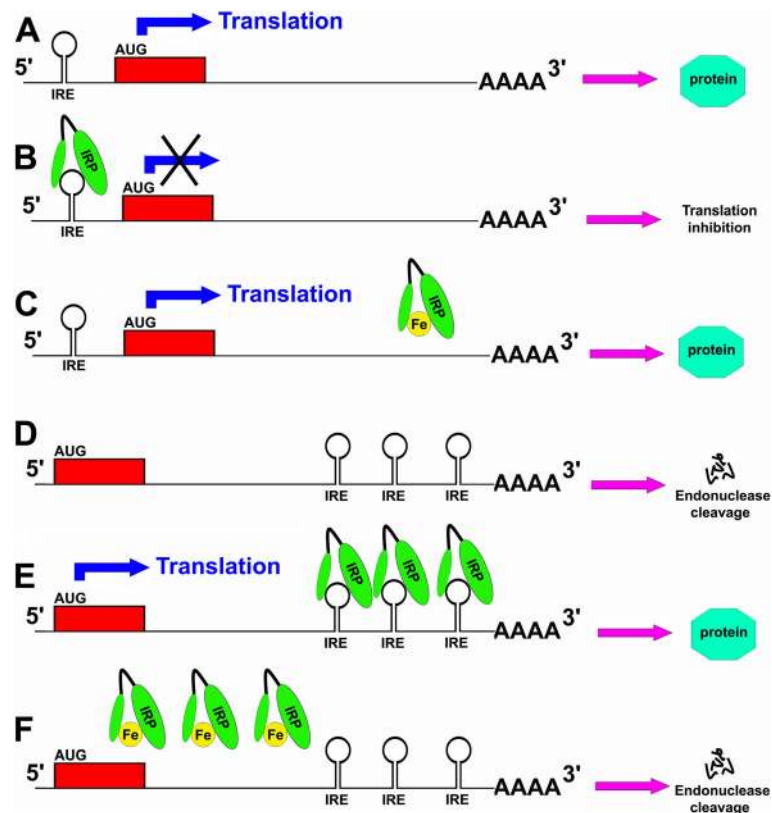 A
Translation
AUG
5'
IRE
AAAA 3'
protein
B
IRP
AUG
5'
IRE
AAAA 3'
Translation
inhibition
C
Translation
AUG
5'
IRE
IRP
Fe
AAAA 3'
protein
D
AUG
5'
IRE IRE IRE
AAAA 3'
Endonuclease
cleavage
E
Translation
AUG
5'
IRP IRP IRP
IRE IRE IRE
AAAA 3'
protein
F
IRP IRP IRP
Fe Fe Fe
AUG
5'
IRE IRE IRE
AAAA 3'
Endonuclease
cleavage